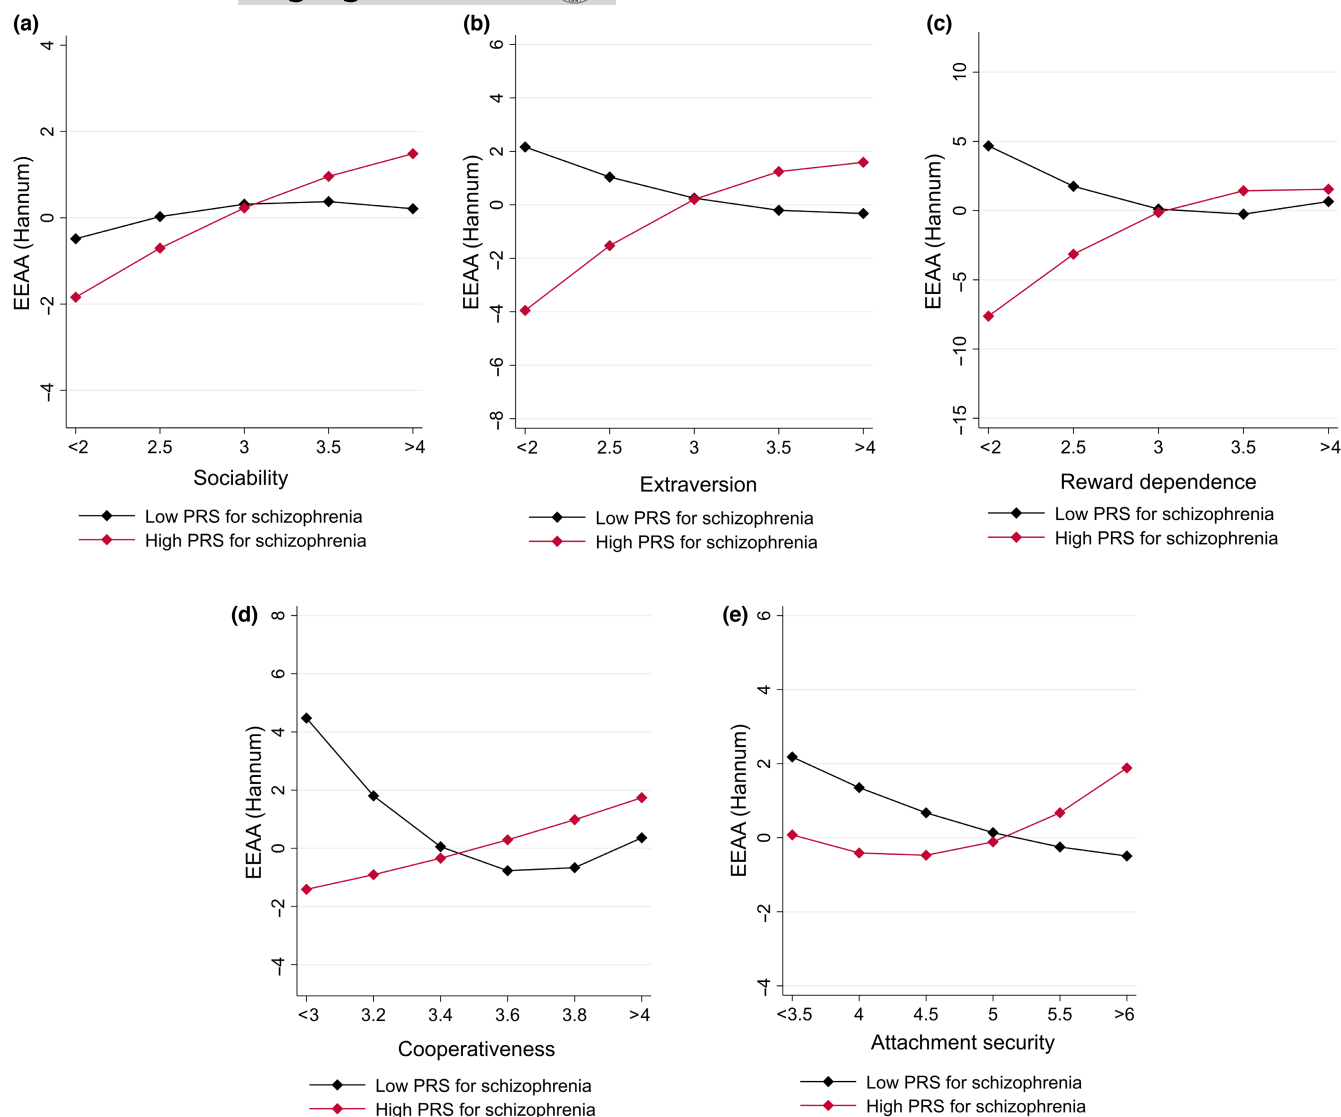 (a)
4
2
0
−2
−4
EEAA (Hannum)
<2 2.5 3 3.5 >4
Sociability
Low PRS for schizophrenia
High PRS for schizophrenia
(b)
6
4
2
0
−2
−4
−6
−8
EEAA (Hannum)
<2 2.5 3 3.5 >4
Extraversion
Low PRS for schizophrenia
High PRS for schizophrenia
(c)
10
5
0
−5
−10
−15
EEAA (Hannum)
<2 2.5 3 3.5 >4
Reward dependence
Low PRS for schizophrenia
High PRS for schizophrenia
(d)
8
6
4
2
0
−2
−4
EEAA (Hannum)
<3 3.2 3.4 3.6 3.8 >4
Cooperativeness
Low PRS for schizophrenia
High PRS for schizophrenia
(e)
6
4
2
0
−2
−4
EEAA (Hannum)
<3.5 4 4.5 5 5.5 >6
Attachment security
Low PRS for schizophrenia
High PRS for schizophrenia